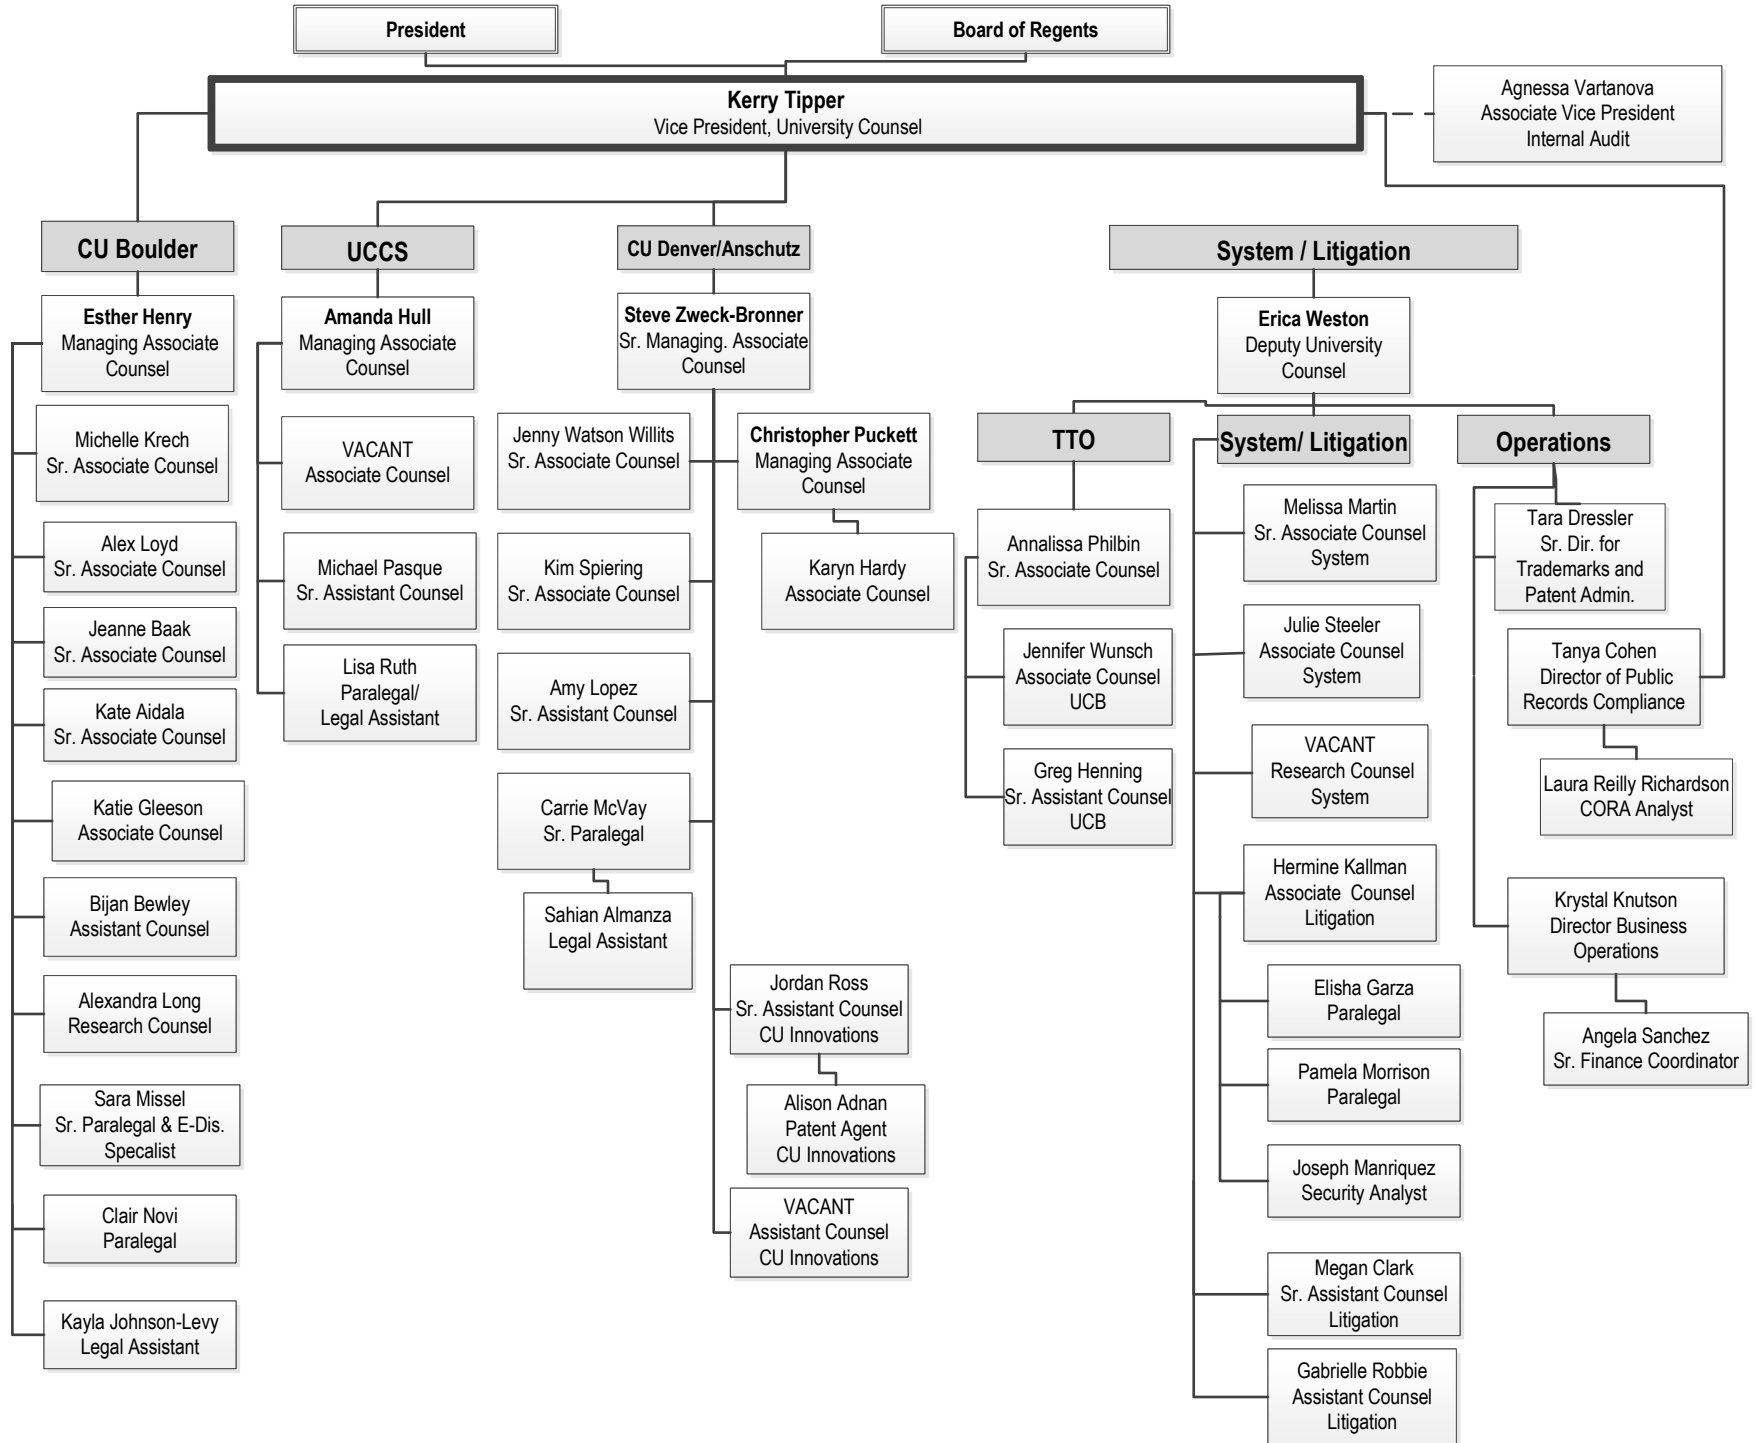 President
Board of Regents
Kerry Tipper
Vice President, University Counsel
Agnessa Vartanova
Associate Vice President
Internal Audit
CU Boulder
Esther Henry
Managing Associate
Counsel
Michelle Krech
Sr. Associate Counsel
Alex Loyd
Sr. Associate Counsel
Jeanne Baak
Sr. Associate Counsel
Kate Aidala
Sr. Associate Counsel
Katie Gleeson
Associate Counsel
Bijan Bewley
Assistant Counsel
Alexandra Long
Research Counsel
Sara Missel
Sr. Paralegal & E-Dis.
Specalist
Clair Novi
Paralegal
Kayla Johnson-Levy
Legal Assistant
UCCS
Amanda Hull
Managing Associate
Counsel
VACANT
Associate Counsel
Michael Pasque
Sr. Assistant Counsel
Lisa Ruth
Paralegal/
Legal Assistant
CU Denver/Anschutz
Steve Zweck-Bronner
Sr. Managing. Associate
Counsel
Jenny Watson Willits
Sr. Associate Counsel
Kim Spiering
Sr. Associate Counsel
Amy Lopez
Sr. Assistant Counsel
Carrie McVay
Sr. Paralegal
Sahian Almanza
Legal Assistant
Christopher Puckett
Managing Associate
Counsel
Karyn Hardy
Associate Counsel
Jordan Ross
Sr. Assistant Counsel
CU Innovations
Alison Adnan
Patent Agent
CU Innovations
VACANT
Assistant Counsel
CU Innovations
System / Litigation
Erica Weston
Deputy University
Counsel
TTO
Annalissa Philbin
Sr. Associate Counsel
Jennifer Wunsch
Associate Counsel
UCB
Greg Henning
Sr. Assistant Counsel
UCB
System/ Litigation
Melissa Martin
Sr. Associate Counsel
System
Julie Steeler
Associate Counsel
System
VACANT
Research Counsel
System
Hermine Kallman
Associate  Counsel
Litigation
Elisha Garza
Paralegal
Pamela Morrison
Paralegal
Joseph Manriquez
Security Analyst
Megan Clark
Sr. Assistant Counsel
Litigation
Gabrielle Robbie
Assistant Counsel
Litigation
Operations
Tara Dressler
Sr. Dir. for
Trademarks and
Patent Admin.
Tanya Cohen
Director of Public
Records Compliance
Laura Reilly Richardson
CORA Analyst
Krystal Knutson
Director Business
Operations
Angela Sanchez
Sr. Finance Coordinator